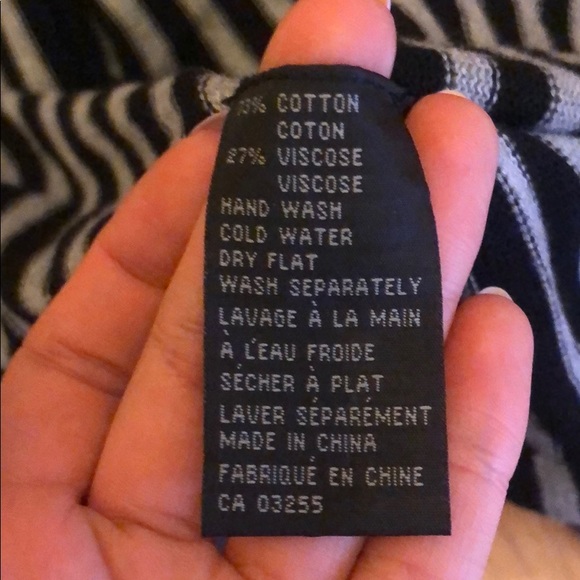 73% COTTON
COTON
27% VISCOSE
VISCOSE
HAND WASH
COLD WATER
DRY FLAT
WASH SEPARATELY
LAVAGE À LA MAIN
À L'EAU FROIDE
SÉCHER À PLAT
LAVER SÉPARÉMENT
MADE IN CHINA
FABRIQUÉ EN CHINE
CA 03255